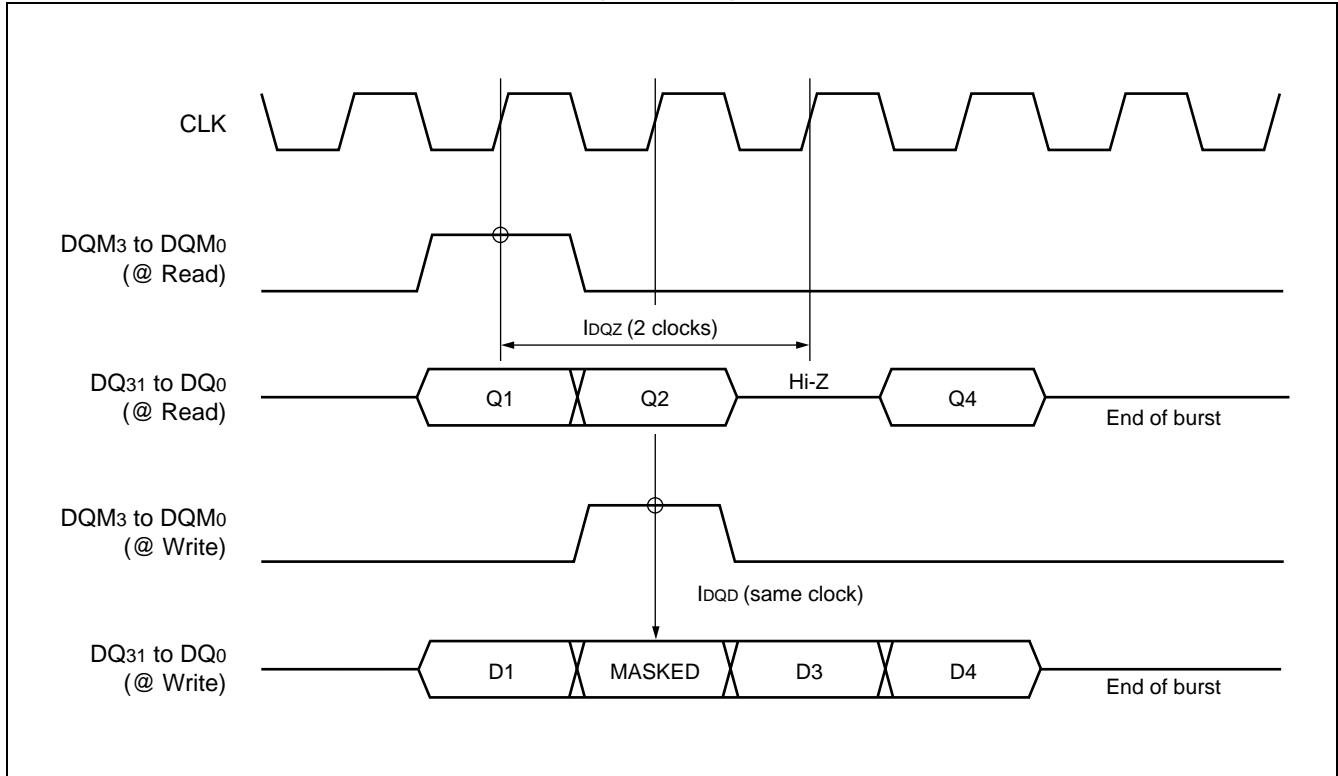 CLK
DQM3 to DQM0
(@ Read)
IDQZ (2 clocks)
DQ31 to DQ0
(@ Read)
Q1
Q2
Hi-Z
Q4
End of burst
DQM3 to DQM0
(@ Write)
IDQD (same clock)
DQ31 to DQ0
(@ Write)
D1
MASKED
D3
D4
End of burst